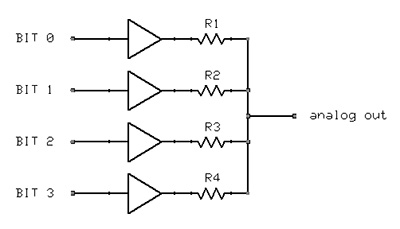 R1
BIT 0
R2
BIT 1
analog out
R3
BIT 2
R4
BIT 3